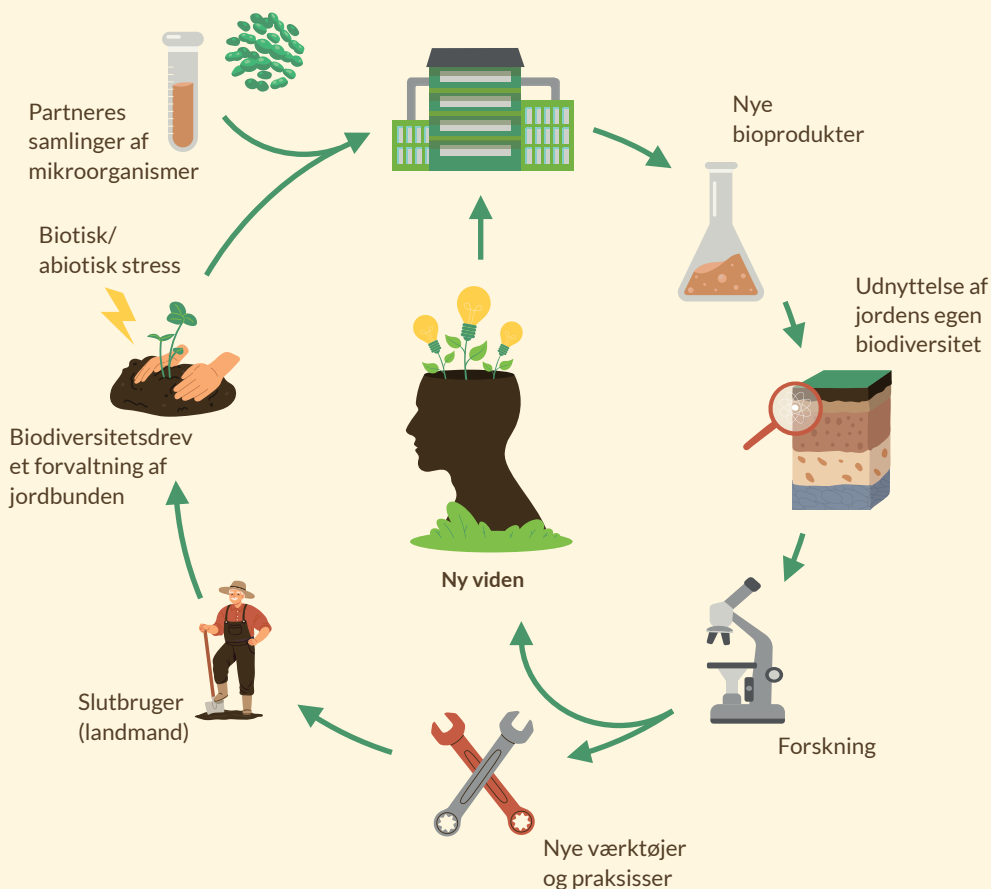 Partneres
samlinger af
mikroorganismer
Nye
bioprodukter
Biotisk/
abiotisk stress
Udnyttelse af
jordens egen
biodiversitet
Biodiversitetsdrev
et forvaltning af
jordbunden
Ny viden
Slutbruger
(landmand)
Forskning
Nye værktøjer
og praksisser